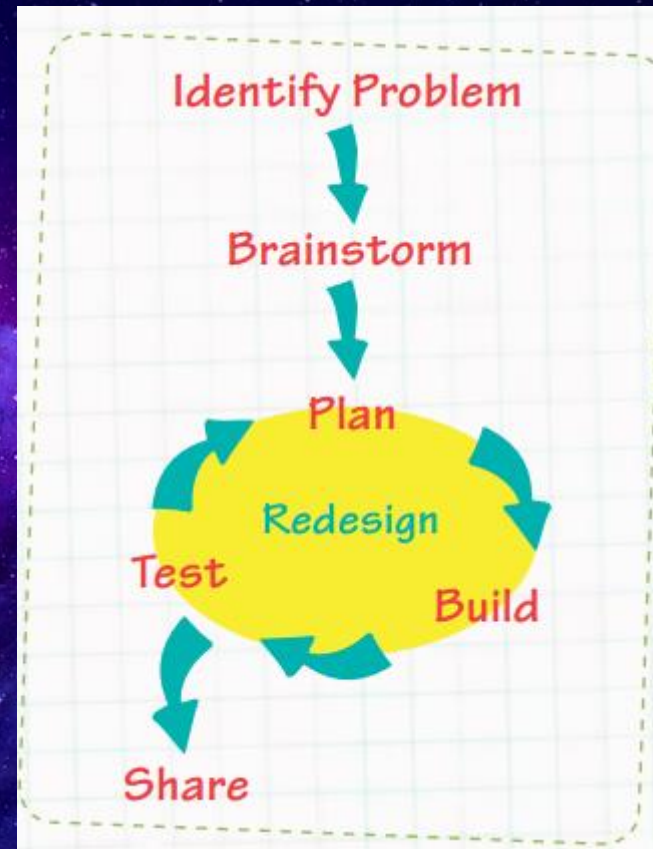 Identify Problem
Brainstorm
Plan
Redesign
Test
Build
Share